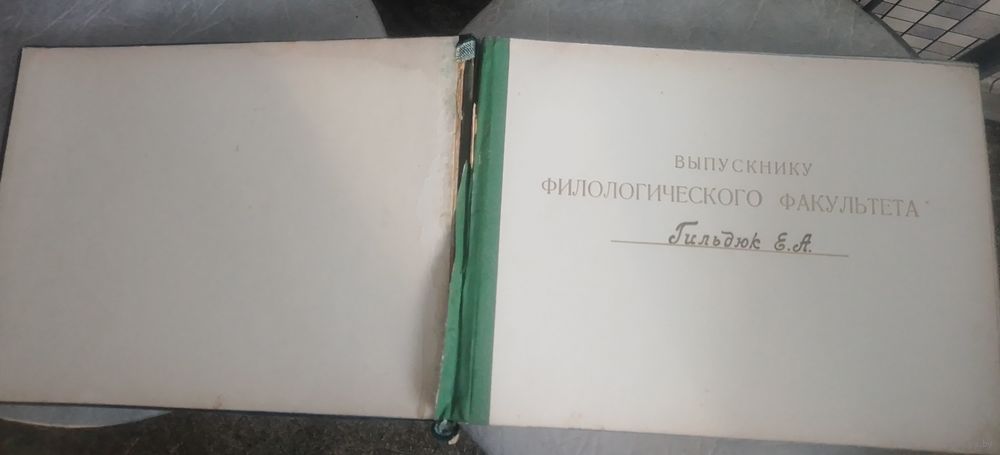 ВЫПУСКНИКУ
ФИЛОЛОГИЧЕСКОГО ФАКУЛЬТЕТА
Гильдюк Е.А.